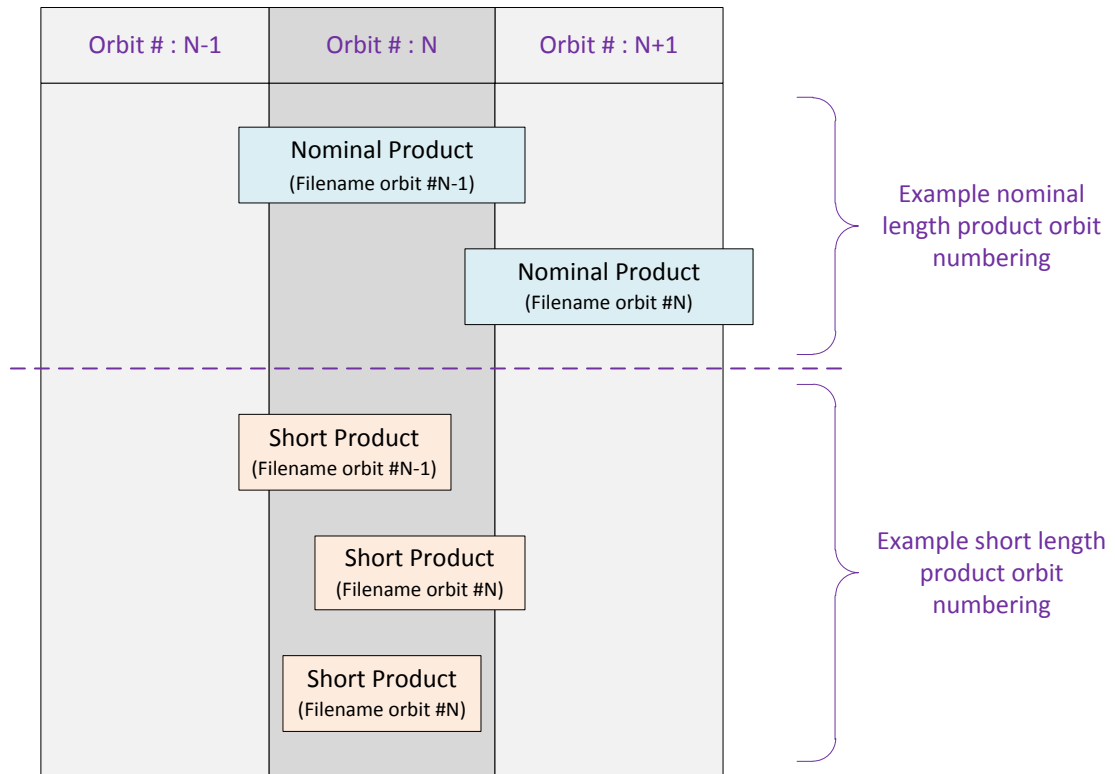 Orbit # : N-1
Orbit # : N
Orbit # : N+1
Nominal Product
(Filename orbit #N-1)
Nominal Product
(Filename orbit #N)
Example nominal
length product orbit
numbering
Short Product
(Filename orbit #N-1)
Short Product
(Filename orbit #N)
Short Product
(Filename orbit #N)
Example short length
product orbit
numbering